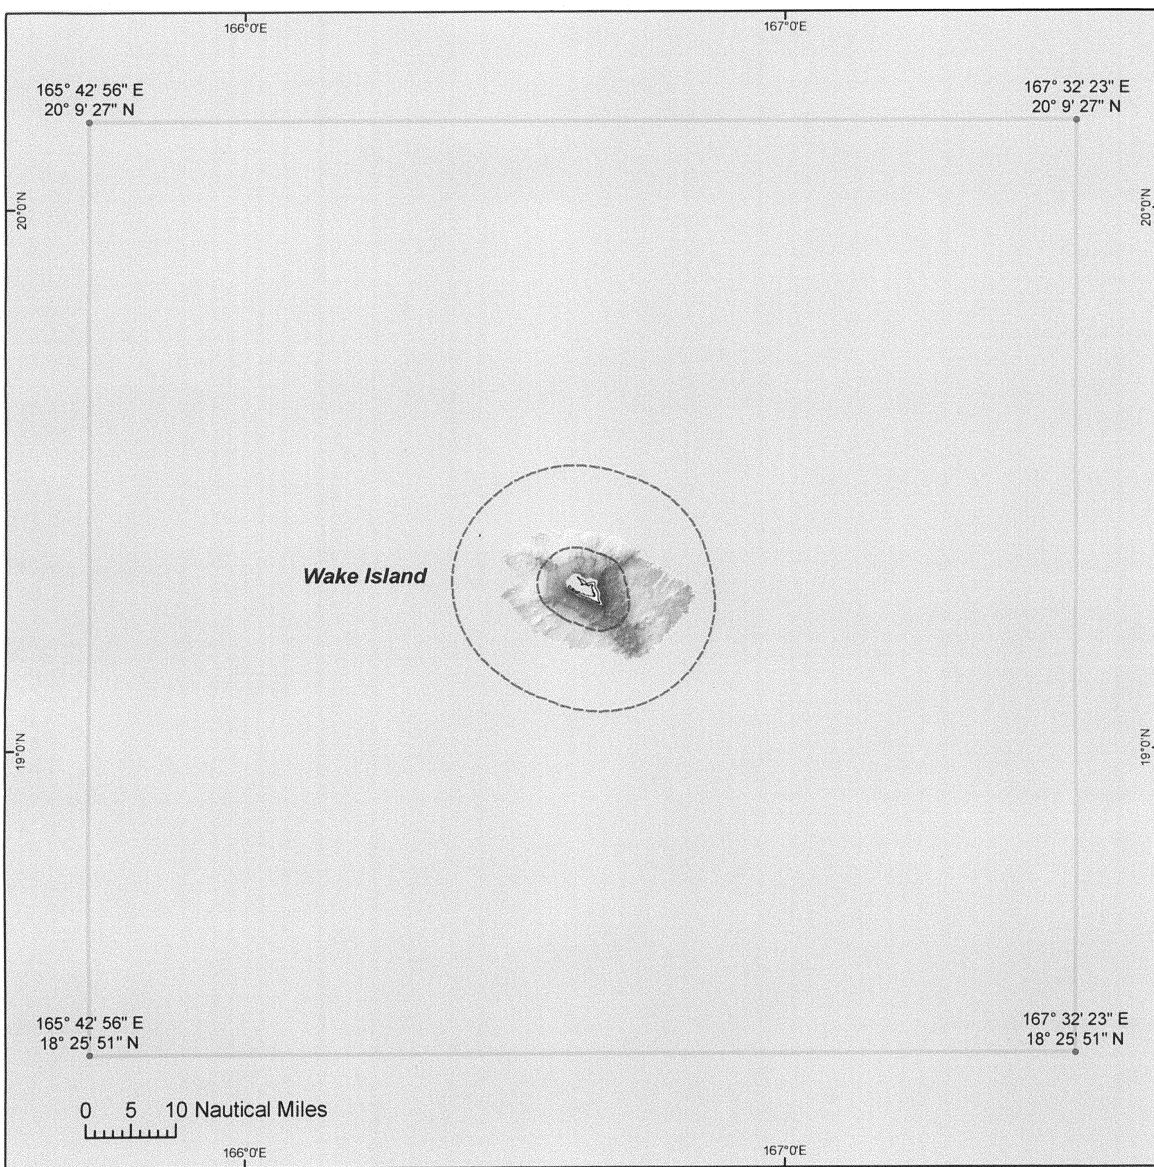 166°0'E
167°0'E
165° 42' 56" E
20° 9' 27" N
167° 32' 23" E
20° 9' 27" N
20°0'N
20°0'N
Wake Island
19°0'N
19°0'N
165° 42' 56" E
18° 25' 51" N
167° 32' 23" E
18° 25' 51" N
0 5 10 Nautical Miles
166°0'E
167°0'E